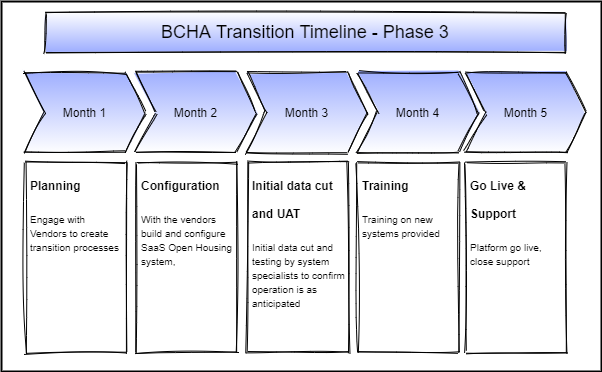 BCHA Transition Timeline - Phase 3
Month 1
Month 2
Month 3
Month 4
Month 5
Planning
Engage with
Vendors to create
transition processes
Configuration
With the vendors
build and configure
SaaS Open Housing
system,
Initial data cut
and UAT
Initial data cut and
testing by system
specialists to confirm
operation is as
anticipated
Training
Training on new
systems provided
Go Live &
Support
Platform go live,
close support